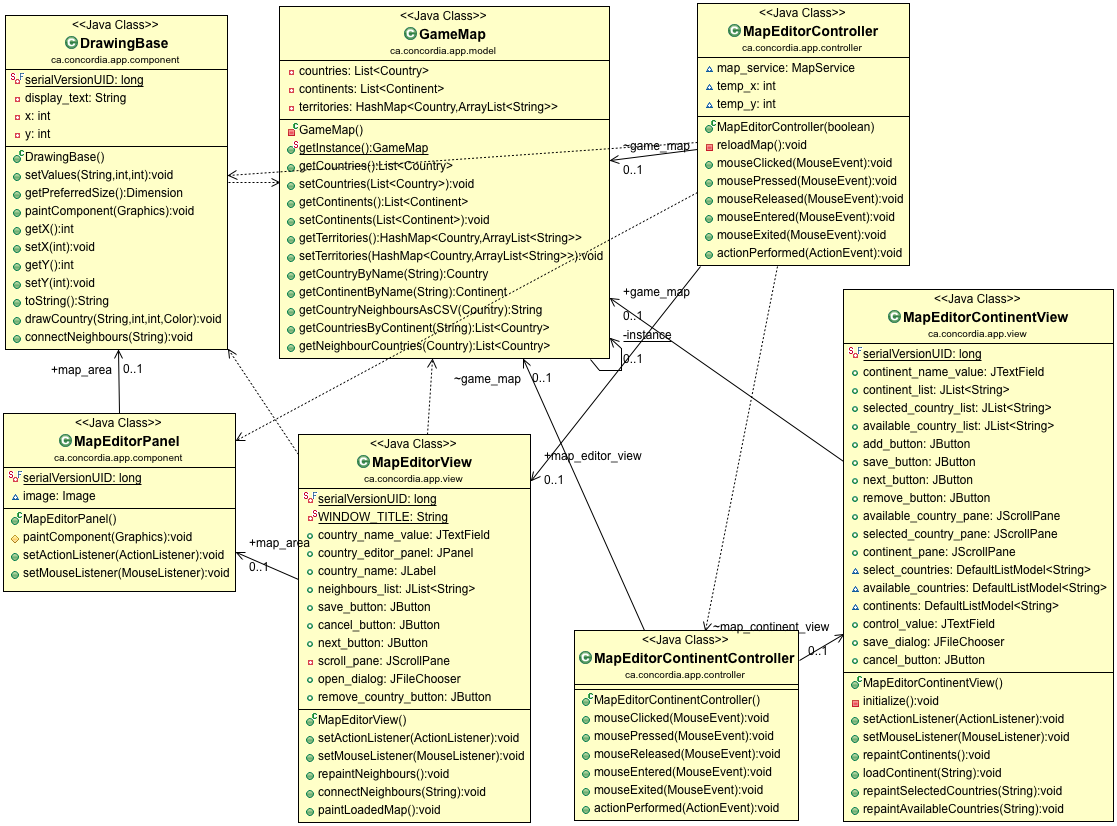 <<Java Class>>
DrawingBase
ca.concordia.app.component
serialVersionUID: long
display_text: String
x: int
y: int
DrawingBase()
setValues(String,int,int):void
getPreferredSize():Dimension
paintComponent(Graphics):void
getX():int
setX(int):void
getY():int
setY(int):void
toString():String
drawCountry(String,int,int,Color):void
connectNeighbours(String):void
<<Java Class>>
GameMap
ca.concordia.app.model
countries: List<Country>
continents: List<Continent>
territories: HashMap<Country,ArrayList<String>>
GameMap()
getInstance():GameMap
getCountries():List<Country>
setCountries(List<Country>):void
getContinents():List<Continent>
setContinents(List<Continent>):void
getTerritories():HashMap<Country,ArrayList<String>>
setTerritories(HashMap<Country,ArrayList<String>>):void
getCountryByName(String):Country
getContinentByName(String):Continent
getCountryNeighboursAsCSV(Country):String
getCountriesByContinent(String):List<Country>
getNeighbourCountries(Country):List<Country>
<<Java Class>>
MapEditorController
ca.concordia.app.controller
map_service: MapService
temp_x: int
temp_y: int
MapEditorController(boolean)
reloadMap():void
mouseClicked(MouseEvent):void
mousePressed(MouseEvent):void
mouseReleased(MouseEvent):void
mouseEntered(MouseEvent):void
mouseExited(MouseEvent):void
actionPerformed(ActionEvent):void
~game_map
0..1
+game_map
0..1
-instance
0..1
+map_area
0..1
~game_map
0..1
+map_editor_view
0..1
<<Java Class>>
MapEditorPanel
ca.concordia.app.component
serialVersionUID: long
image: Image
MapEditorPanel()
paintComponent(Graphics):void
setActionListener(ActionListener):void
setMouseListener(MouseListener):void
+map_area
0..1
<<Java Class>>
MapEditorView
ca.concordia.app.view
serialVersionUID: long
WINDOW_TITLE: String
country_name_value: JTextField
country_editor_panel: JPanel
country_name: JLabel
neighbours_list: JList<String>
save_button: JButton
cancel_button: JButton
next_button: JButton
scroll_pane: JScrollPane
open_dialog: JFileChooser
remove_country_button: JButton
MapEditorView()
setActionListener(ActionListener):void
setMouseListener(MouseListener):void
repaintNeighbours():void
connectNeighbours(String):void
paintLoadedMap():void
<<Java Class>>
MapEditorContinentController
ca.concordia.app.controller
MapEditorContinentController()
mouseClicked(MouseEvent):void
mousePressed(MouseEvent):void
mouseReleased(MouseEvent):void
mouseEntered(MouseEvent):void
mouseExited(MouseEvent):void
actionPerformed(ActionEvent):void
~map_continent_view
0..1
<<Java Class>>
MapEditorContinentView
ca.concordia.app.view
serialVersionUID: long
continent_name_value: JTextField
continent_list: JList<String>
selected_country_list: JList<String>
available_country_list: JList<String>
add_button: JButton
save_button: JButton
next_button: JButton
remove_button: JButton
available_country_pane: JScrollPane
selected_country_pane: JScrollPane
continent_pane: JScrollPane
select_countries: DefaultListModel<String>
available_countries: DefaultListModel<String>
continents: DefaultListModel<String>
control_value: JTextField
save_dialog: JFileChooser
cancel_button: JButton
MapEditorContinentView()
initialize():void
setActionListener(ActionListener):void
setMouseListener(MouseListener):void
repaintContinents():void
loadContinent(String):void
repaintSelectedCountries(String):void
repaintAvailableCountries(String):void